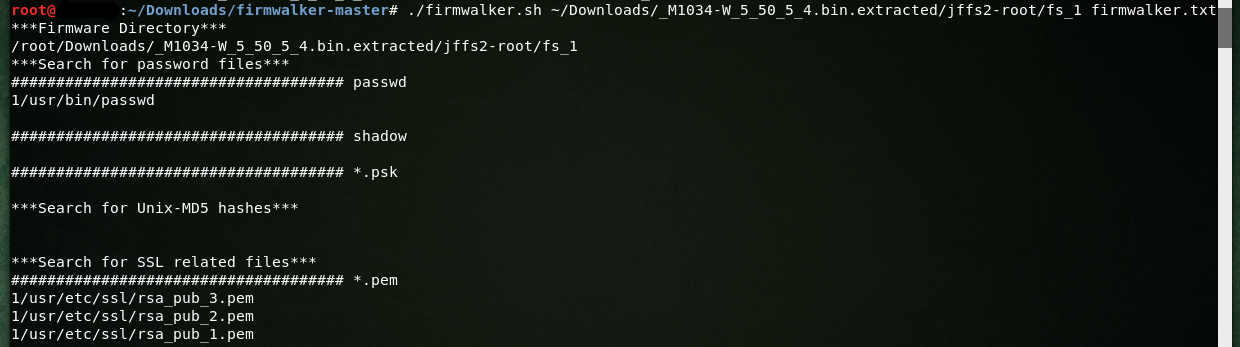 root@ :~/Downloads/firmwalker-master# ./firmwalker.sh ~/Downloads/_M1034-W_5_50_5_4.bin.extracted/jffs2-root/fs_1 firmwalker.txt
***Firmware Directory***
/root/Downloads/_M1034-W_5_50_5_4.bin.extracted/jffs2-root/fs_1
***Search for password files***
##################################### passwd
1/usr/bin/passwd
##################################### shadow
##################################### *.psk
***Search for Unix-MD5 hashes***
***Search for SSL related files***
##################################### *.pem
1/usr/etc/ssl/rsa_pub_3.pem
1/usr/etc/ssl/rsa_pub_2.pem
1/usr/etc/ssl/rsa_pub_1.pem